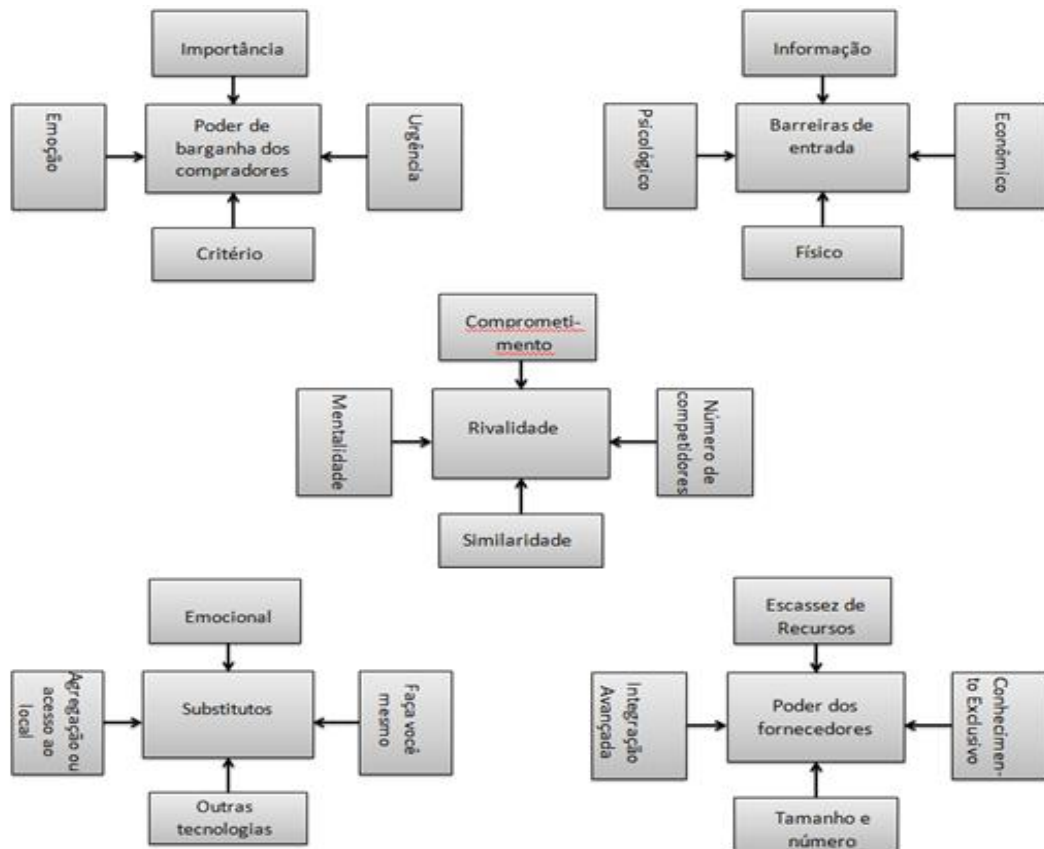 Importância
Emoção
Poder de
barganha dos
compradores
Urgência
Critério
Informação
Psicológico
Barreiras de
entrada
Econômico
Físico
Comprometi-
mento
Mentalidade
Rivalidade
Número de
competidores
Similaridade
Emocional
Agregação ou
acesso ao
local
Substitutos
Faça você
mesmo
Outras
tecnologias
Escassez de
Recursos
Integração
Avançada
Poder dos
fornecedores
Conhecimen-
to Exclusivo
Tamanho e
número